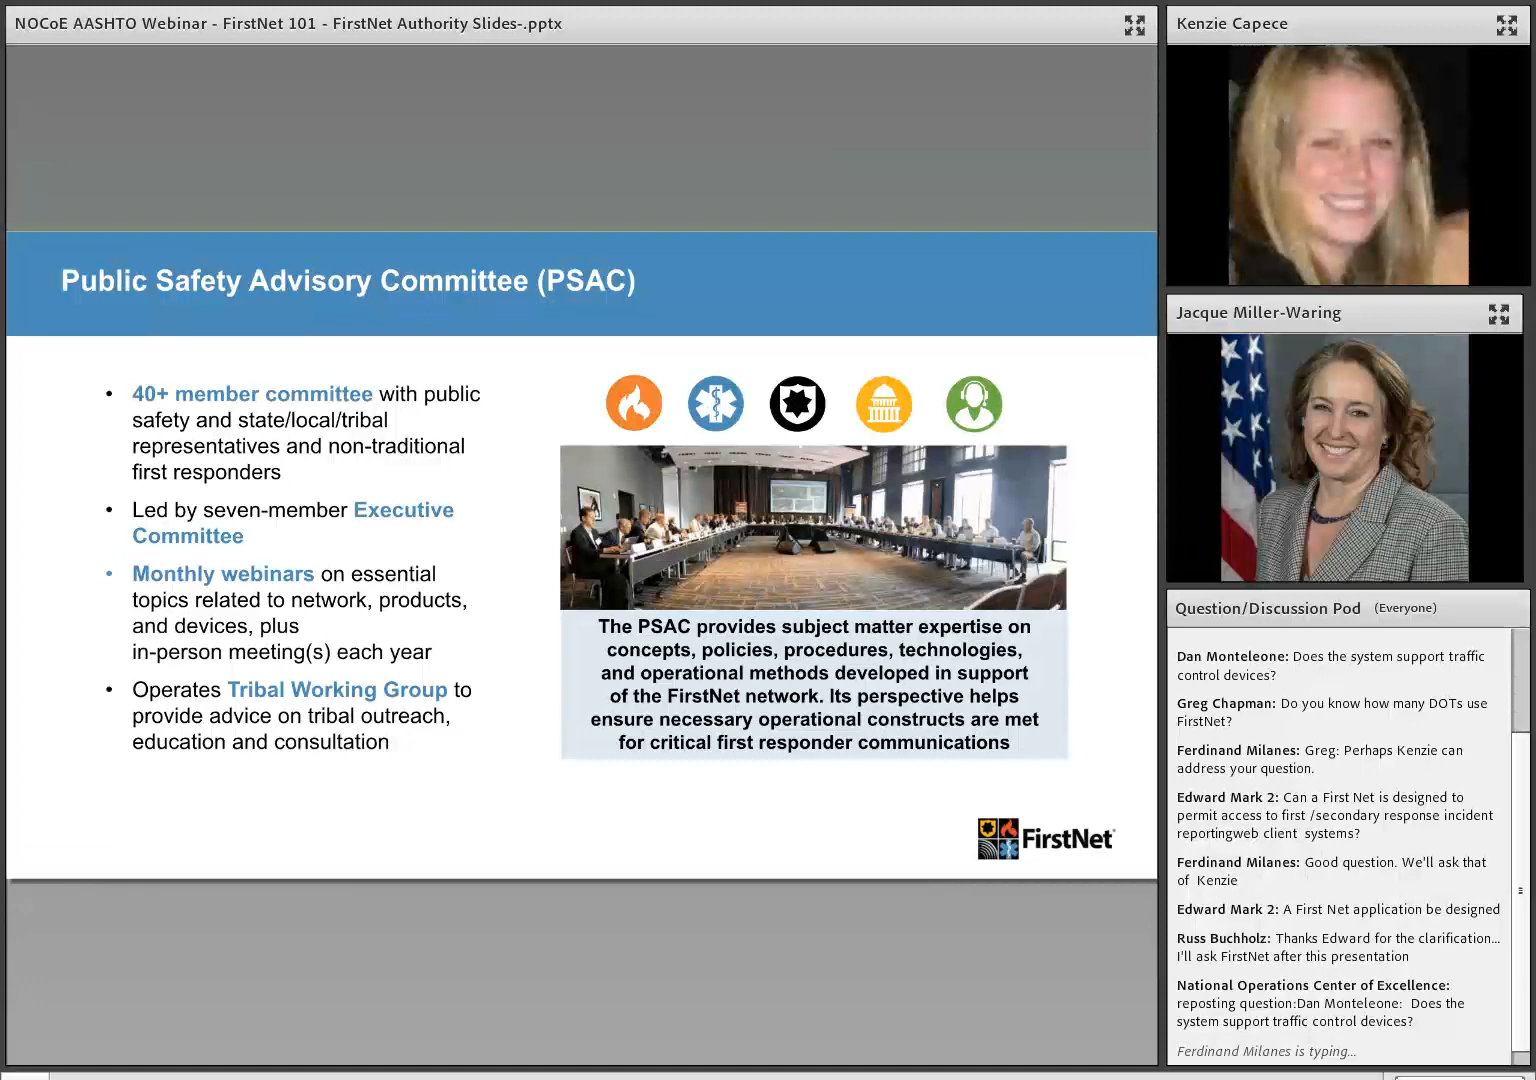 NOCoE AASHTO Webinar - FirstNet 101 - FirstNet Authority Slides-.pptx
Public Safety Advisory Committee (PSAC)
• 40+ member committee with public
safety and state/local/tribal
representatives and non-traditional
first responders
• Led by seven-member Executive
Committee
• Monthly webinars on essential
topics related to network, products,
and devices, plus
in-person meeting(s) each year
• Operates Tribal Working Group to
provide advice on tribal outreach,
education and consultation
The PSAC provides subject matter expertise on
concepts, policies, procedures, technologies,
and operational methods developed in support
of the FirstNet network. Its perspective helps
ensure necessary operational constructs are met
for critical first responder communications
FirstNet
Kenzie Capece
Jacque Miller-Waring
Question/Discussion Pod (Everyone)
Dan Monteleone: Does the system support traffic
control devices?
Greg Chapman: Do you know how many DOTs use
FirstNet?
Ferdinand Milanes: Greg: Perhaps Kenzie can
address your question.
Edward Mark 2: Can a First Net is designed to
permit access to first /secondary response incident
reportingweb client systems?
Ferdinand Milanes: Good question. We'll ask that
of Kenzie
Edward Mark 2: A First Net application be designed
Russ Buchholz: Thanks Edward for the clarification...
I'll ask FirstNet after this presentation
National Operations Center of Excellence:
reposting question:Dan Monteleone: Does the
system support traffic control devices?
Ferdinand Milanes is typing...